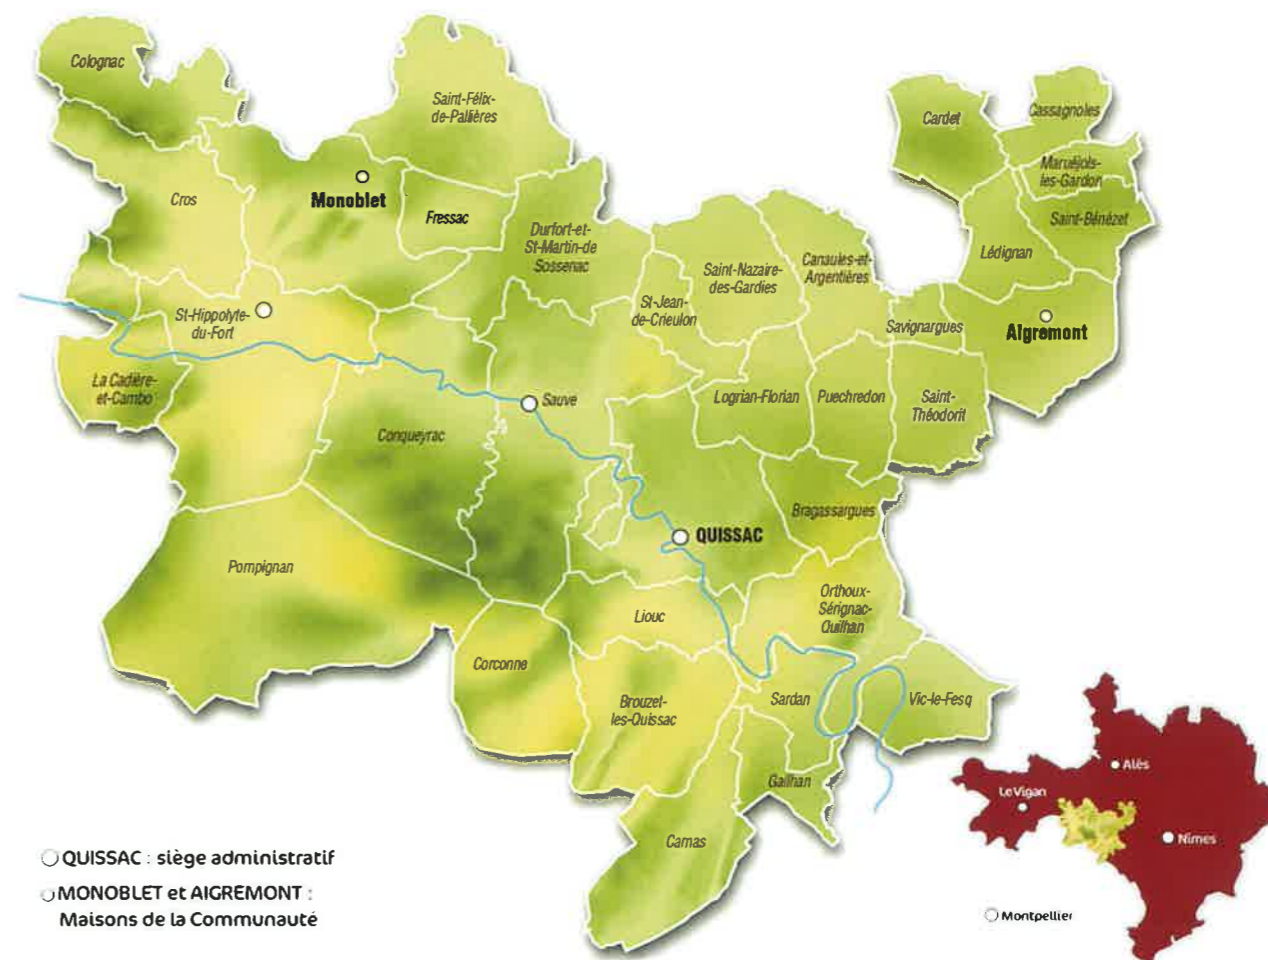 Colognac
Saint-Félix-
de-Pallières
Cardet
Cassagnoles
Maruéjols-
les-Gardon
Saint-Bénézet
Cros
Monoblet
Fressac
Durfort-et-
St-Martin-de
Sossenac
Lédignan
Saint-Nazaire-
des-Gardies
Canaules-et-
Argentières
St-Jean-
de-Crieulon
Savignargues
Aigremont
St-Hippolyte-
du-Fort
La Cadière-
et-Cambo
Sauve
Logrian-Florian
Puechredon
Saint-
Théodorit
Conqueyrac
Bragassargues
QUISSAC
Pompignan
Orthoux-
Sérignac-
Quilhan
Liouc
Corconne
Brouzet-
les-Quissac
Sardan
Vic-le-Fesq
Gailhan
Carnas
Alès
Le Vigan
Nîmes
Montpellier
QUISSAC : siège administratif
MONOBLET et AIGREMONT :
Maisons de la Communauté